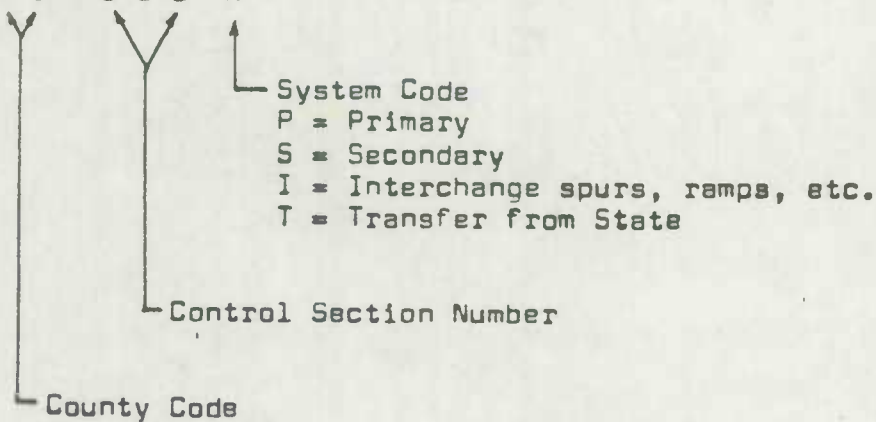 System Code
P = Primary
S = Secondary
I = Interchange spurs, ramps, etc.
T = Transfer from State
Control Section Number
County Code